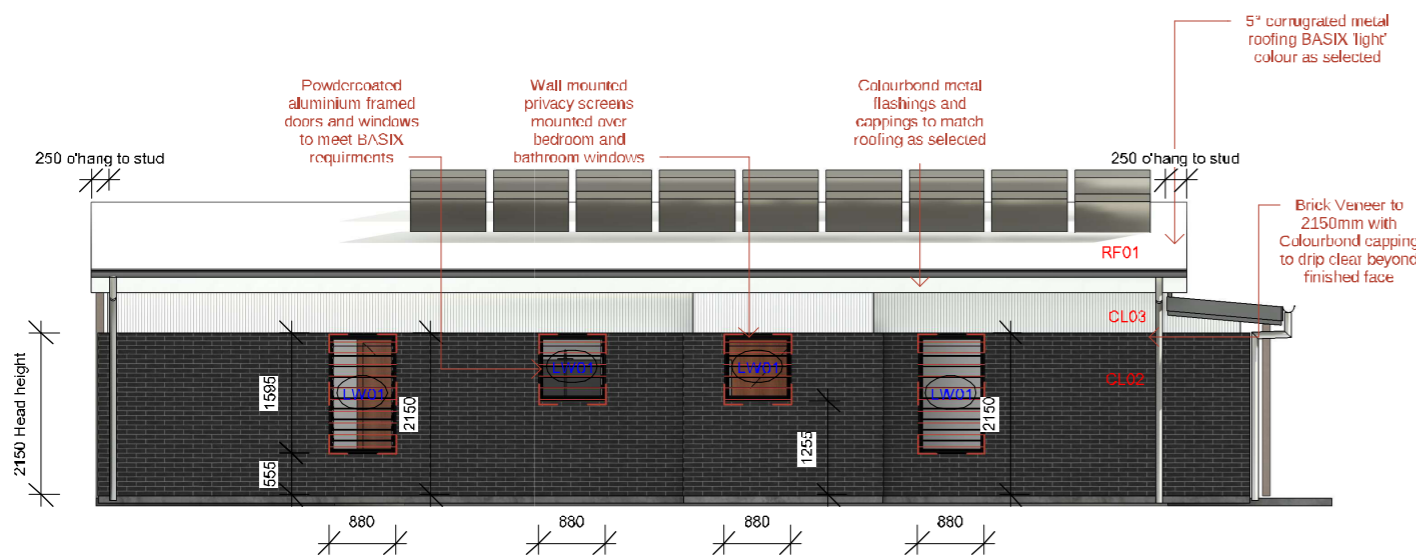 5° corrugrated metal
roofing BASIX 'light'
colour as selected
Powdercoated
aluminium framed
doors and windows
to meet BASIX
requirments
Wall mounted
privacy screens
mounted over
bedroom and
bathroom windows
Colourbond metal
flashings and
cappings to match
roofing as selected
250 o'hang to stud
250 o'hang to stud
Brick Veneer to
2150mm with
Colourbond capping
to drip clear beyond
finished face
RF01
CL03
CL02
LW01
LW01
LW01
LW01
2150 Head height
1595
555
2150
1255
2150
880
880
880
880